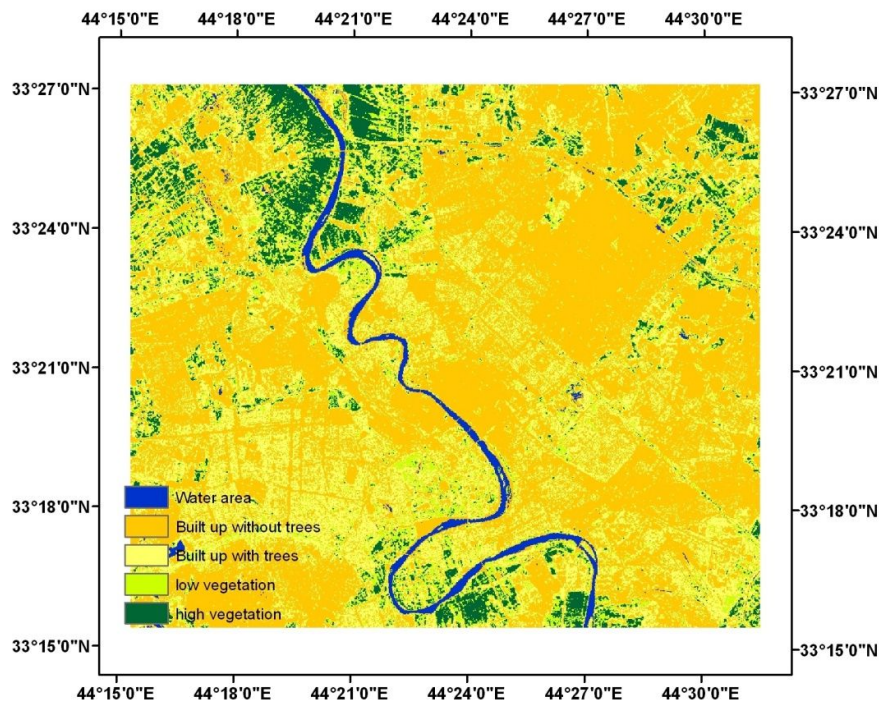 44°15'0"E 44°18'0"E 44°21'0"E 44°24'0"E 44°27'0"E 44°30'0"E
33°27'0"N 33°27'0"N
33°24'0"N 33°24'0"N
33°21'0"N 33°21'0"N
33°18'0"N 33°18'0"N
33°15'0"N 33°15'0"N
Water area
Built up without trees
Built up with trees
low vegetation
high vegetation
44°15'0"E 44°18'0"E 44°21'0"E 44°24'0"E 44°27'0"E 44°30'0"E